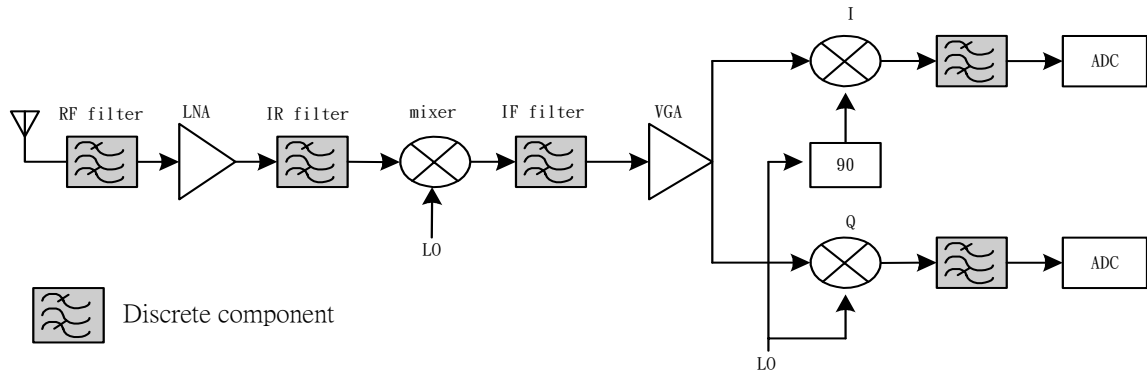 I
ADC
RF filter
LNA
IR filter
mixer
IF filter
VGA
90
LO
Q
ADC
Discrete component
LO